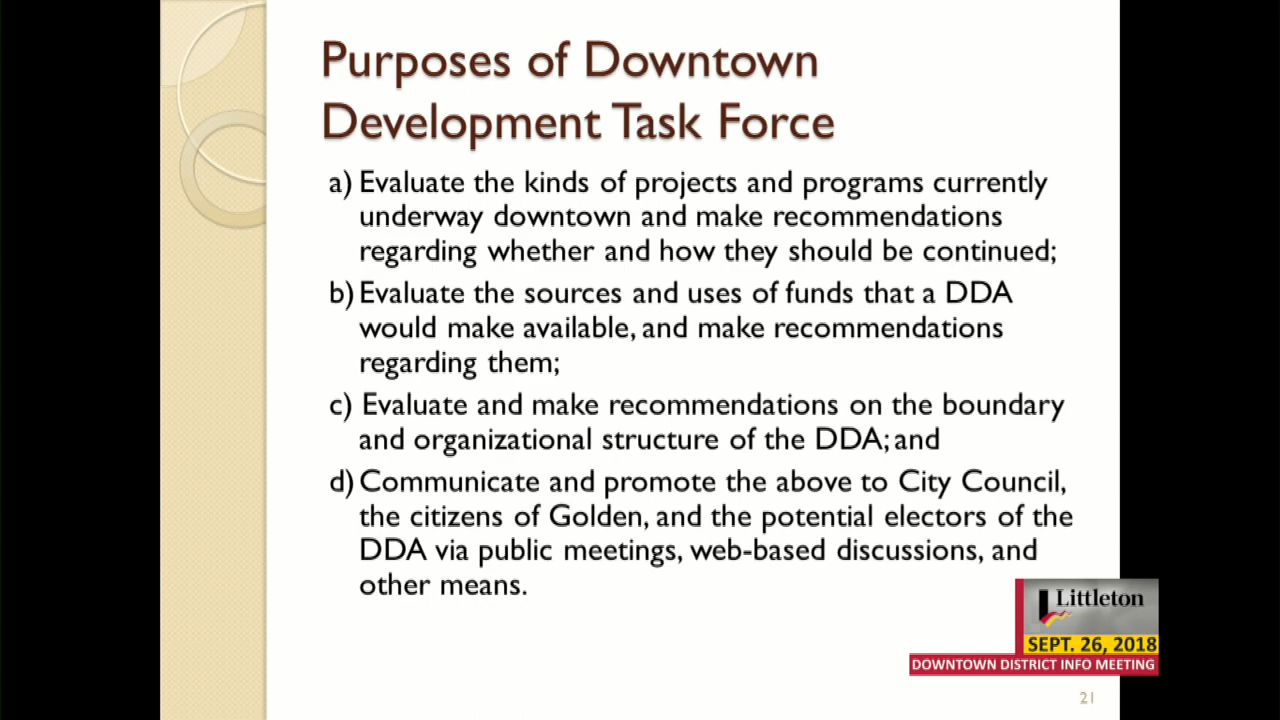 Purposes of Downtown
Development Task Force
a) Evaluate the kinds of projects and programs currently
underway downtown and make recommendations
regarding whether and how they should be continued;
b) Evaluate the sources and uses of funds that a DDA
would make available, and make recommendations
regarding them;
c) Evaluate and make recommendations on the boundary
and organizational structure of the DDA; and
d) Communicate and promote the above to City Council,
the citizens of Golden, and the potential electors of the
DDA via public meetings, web-based discussions, and
other means.
Littleton
SEPT. 26, 2018
DOWNTOWN DISTRICT INFO MEETING
21